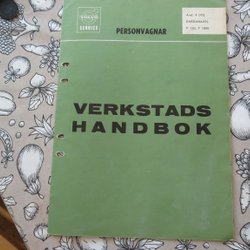 VOLVO
SERVICE
PERSONVAGNAR
VERKSTADS
HANDBOK